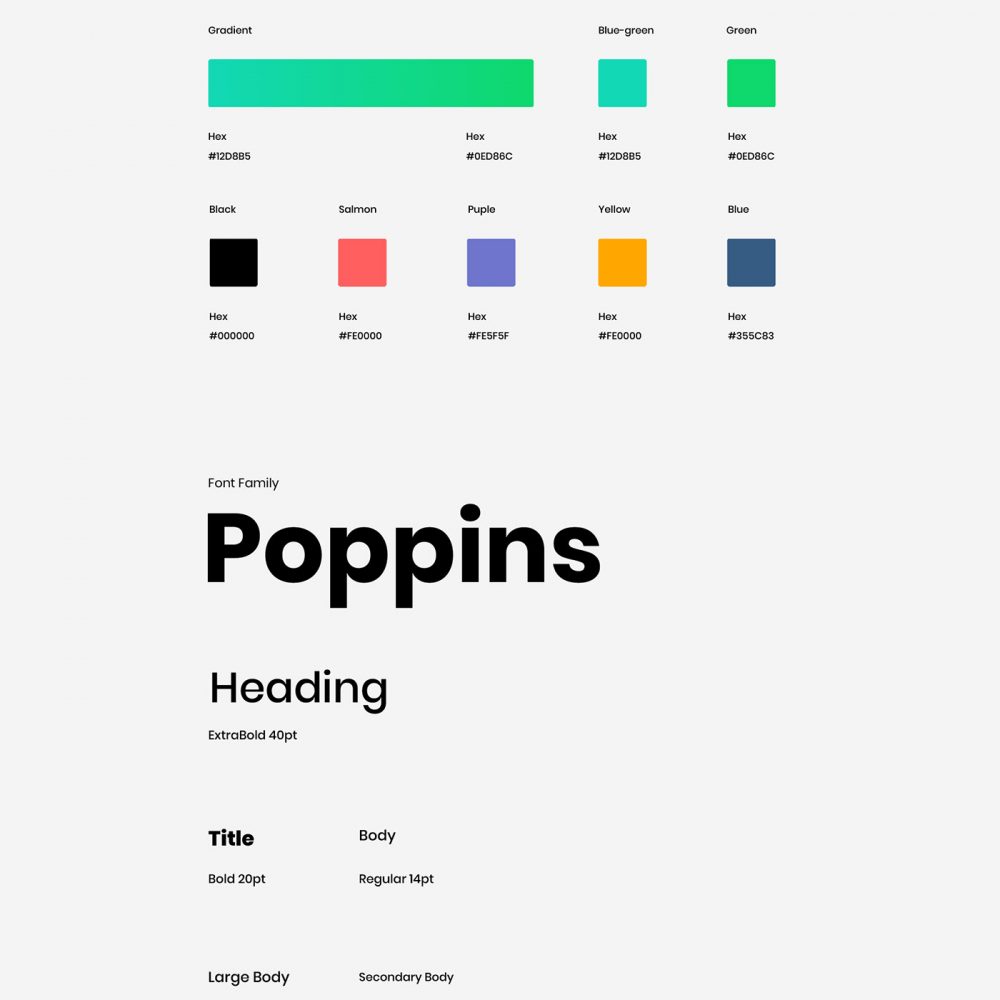 Gradient Blue-green Green
Hex Hex Hex Hex
#12D8B5 #0ED86C #12D8B5 #0ED86C
Black Salmon Puple Yellow Blue
Hex Hex Hex Hex Hex
#000000 #FE0000 #FE5F5F #FE0000 #355C83
Font Family
Poppins
Heading
ExtraBold 40pt
Title Body
Bold 20pt Regular 14pt
Large Body Secondary Body